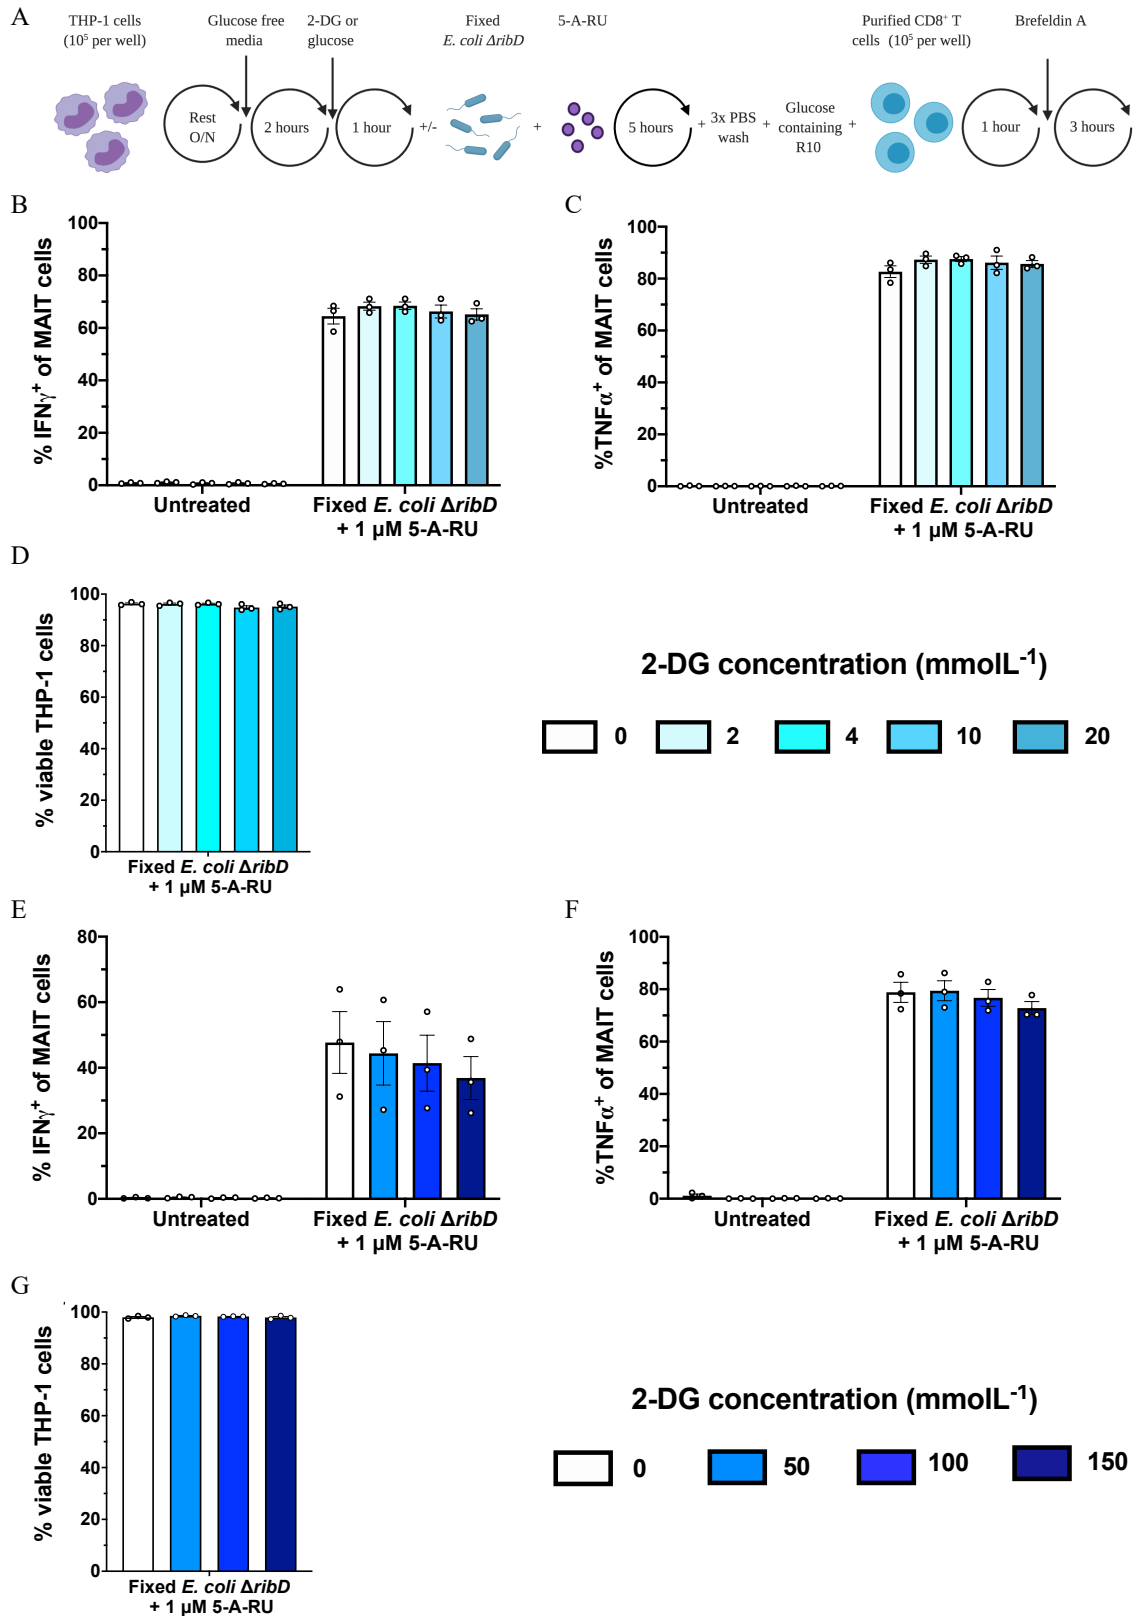 A
THP-1 cells
(10⁵ per well)
Glucose free
media
2-DG or
glucose
Fixed
E. coli ΔribD
5-A-RU
Purified CD8⁺ T
cells (10⁵ per well)
Brefeldin A
Rest
O/N
2 hours
1 hour
+/-
+
5 hours
+ 3x PBS
wash
+
Glucose
containing
R10
+
1 hour
3 hours
B
% IFNγ⁺ of MAIT cells
100
80
60
40
20
0
Untreated
Fixed E. coli ΔribD
+ 1 µM 5-A-RU
C
%TNFα⁺ of MAIT cells
100
80
60
40
20
0
Untreated
Fixed E. coli ΔribD
+ 1 µM 5-A-RU
D
% viable THP-1 cells
100
80
60
40
20
0
Fixed E. coli ΔribD
+ 1 µM 5-A-RU
2-DG concentration (mmolL⁻¹)
0 2 4 10 20
E
% IFNγ⁺ of MAIT cells
80
60
40
20
0
Untreated
Fixed E. coli ΔribD
+ 1 µM 5-A-RU
F
%TNFα⁺ of MAIT cells
100
80
60
40
20
0
Untreated
Fixed E. coli ΔribD
+ 1 µM 5-A-RU
G
% viable THP-1 cells
100
80
60
40
20
0
Fixed E. coli ΔribD
+ 1 µM 5-A-RU
2-DG concentration (mmolL⁻¹)
0 50 100 150